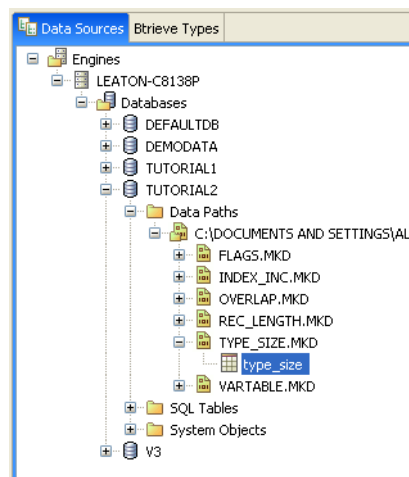 Data Sources Btrieve Types
Engines
LEATON-C8138P
Databases
DEFAULTDB
DEMODATA
TUTORIAL1
TUTORIAL2
Data Paths
C:\DOCUMENTS AND SETTINGS\AL
FLAGS.MKD
INDEX_INC.MKD
OVERLAP.MKD
REC_LENGTH.MKD
TYPE_SIZE.MKD
type_size
VARTABLE.MKD
SQL Tables
System Objects
V3